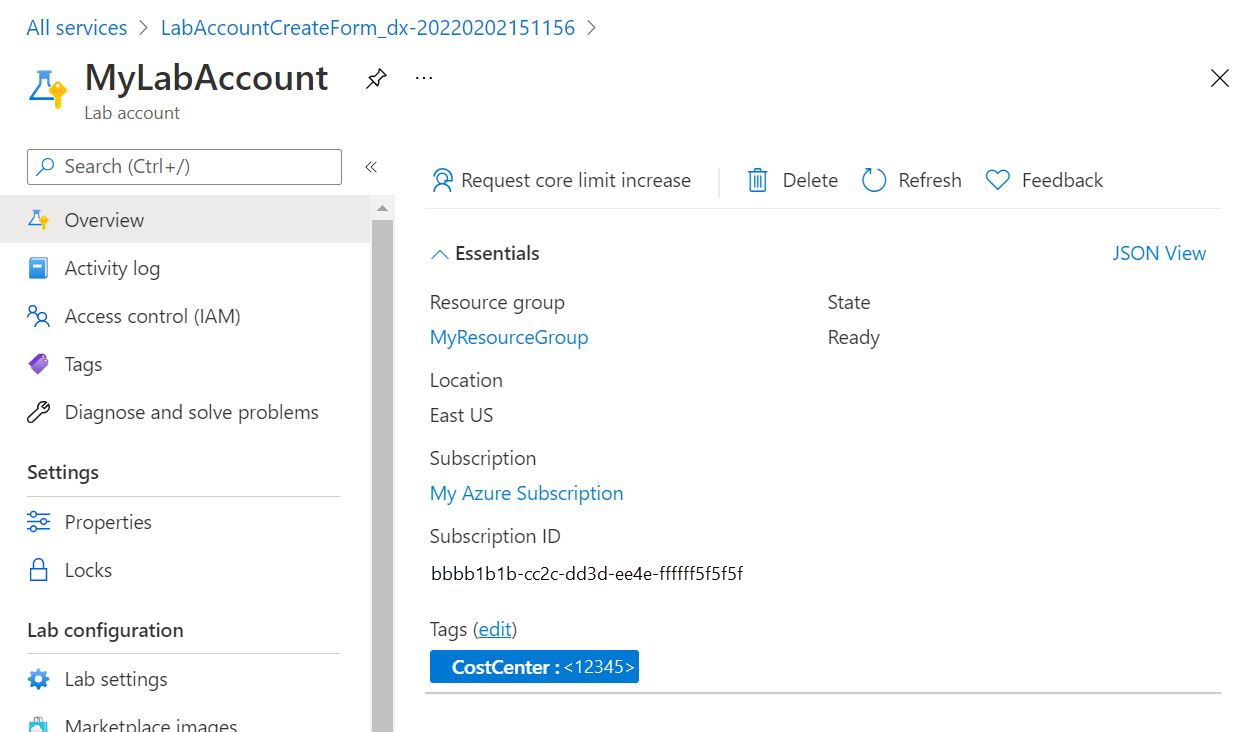 All services > LabAccountCreateForm_dx-20220202151156 >
MyLabAccount ...
Lab account
Search (Ctrl+/) «
Overview
Activity log
Access control (IAM)
Tags
Diagnose and solve problems
Settings
Properties
Locks
Lab configuration
Lab settings
Marketplace images
Request core limit increase Delete Refresh Feedback
Essentials JSON View
Resource group State
MyResourceGroup Ready
Location
East US
Subscription
My Azure Subscription
Subscription ID
bbbb1b1b-cc2c-dd3d-ee4e-ffffff5f5f5f
Tags (edit)
CostCenter : <12345>